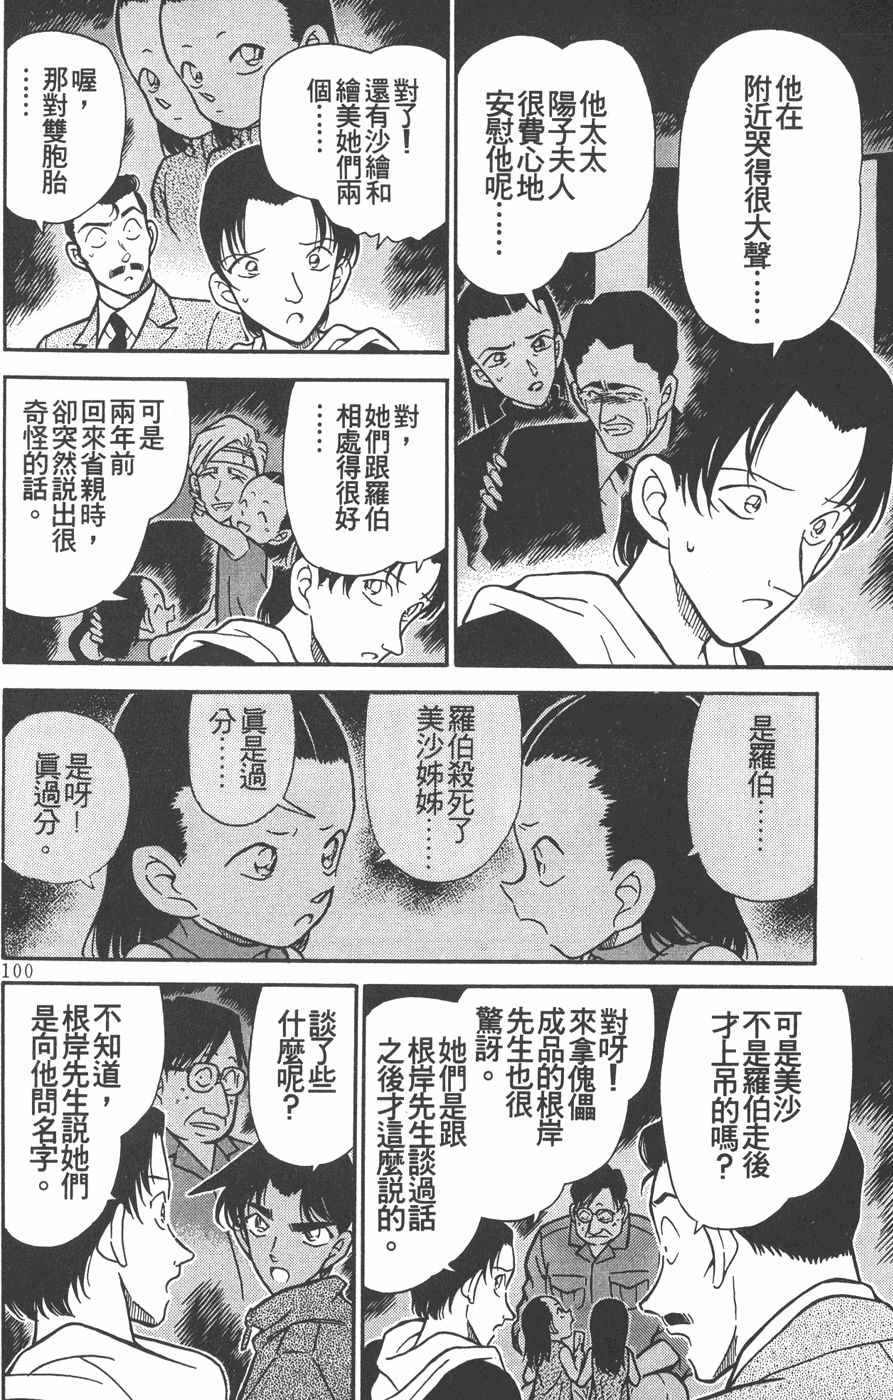 他在
附近哭得很大聲……
他太太
陽子夫人
很費心地
安慰他呢……
對了!
還有沙繪和
繪美她們兩
個……
喔,
那對雙胞胎
……
對,
她們跟羅伯
相處得很好
……
可是
兩年前
回來省親時,
卻突然說出很
奇怪的話。
是羅伯……
羅伯殺死了
美沙姊姊……
眞是過
分……
是呀!
眞過分。
100
可是美沙
不是羅伯走後
才上吊的嗎?
對呀!
來拿傀儡
成品的根岸
先生也很
驚訝。
她們是跟
根岸先生談過話
之後才這麼說的。
談了些
什麼呢?
不知道,
根岸先生說她們
是向他問名字。